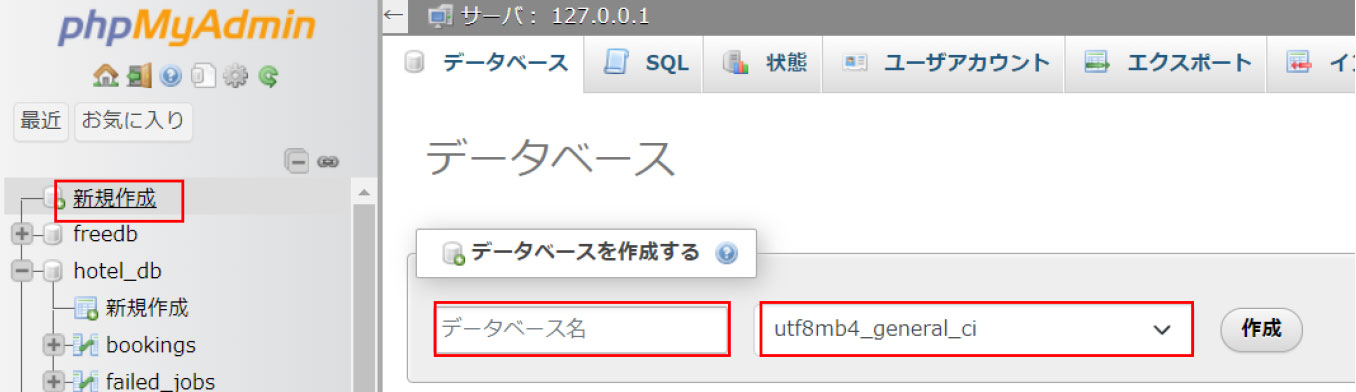 phpMyAdmin
最近 お気に入り
新規作成
freedb
hotel_db
新規作成
bookings
failed_jobs
← サーバ: 127.0.0.1
データベース SQL 状態 ユーザアカウント エクスポート イン
データベース
データベースを作成する
データベース名 utf8mb4_general_ci 作成